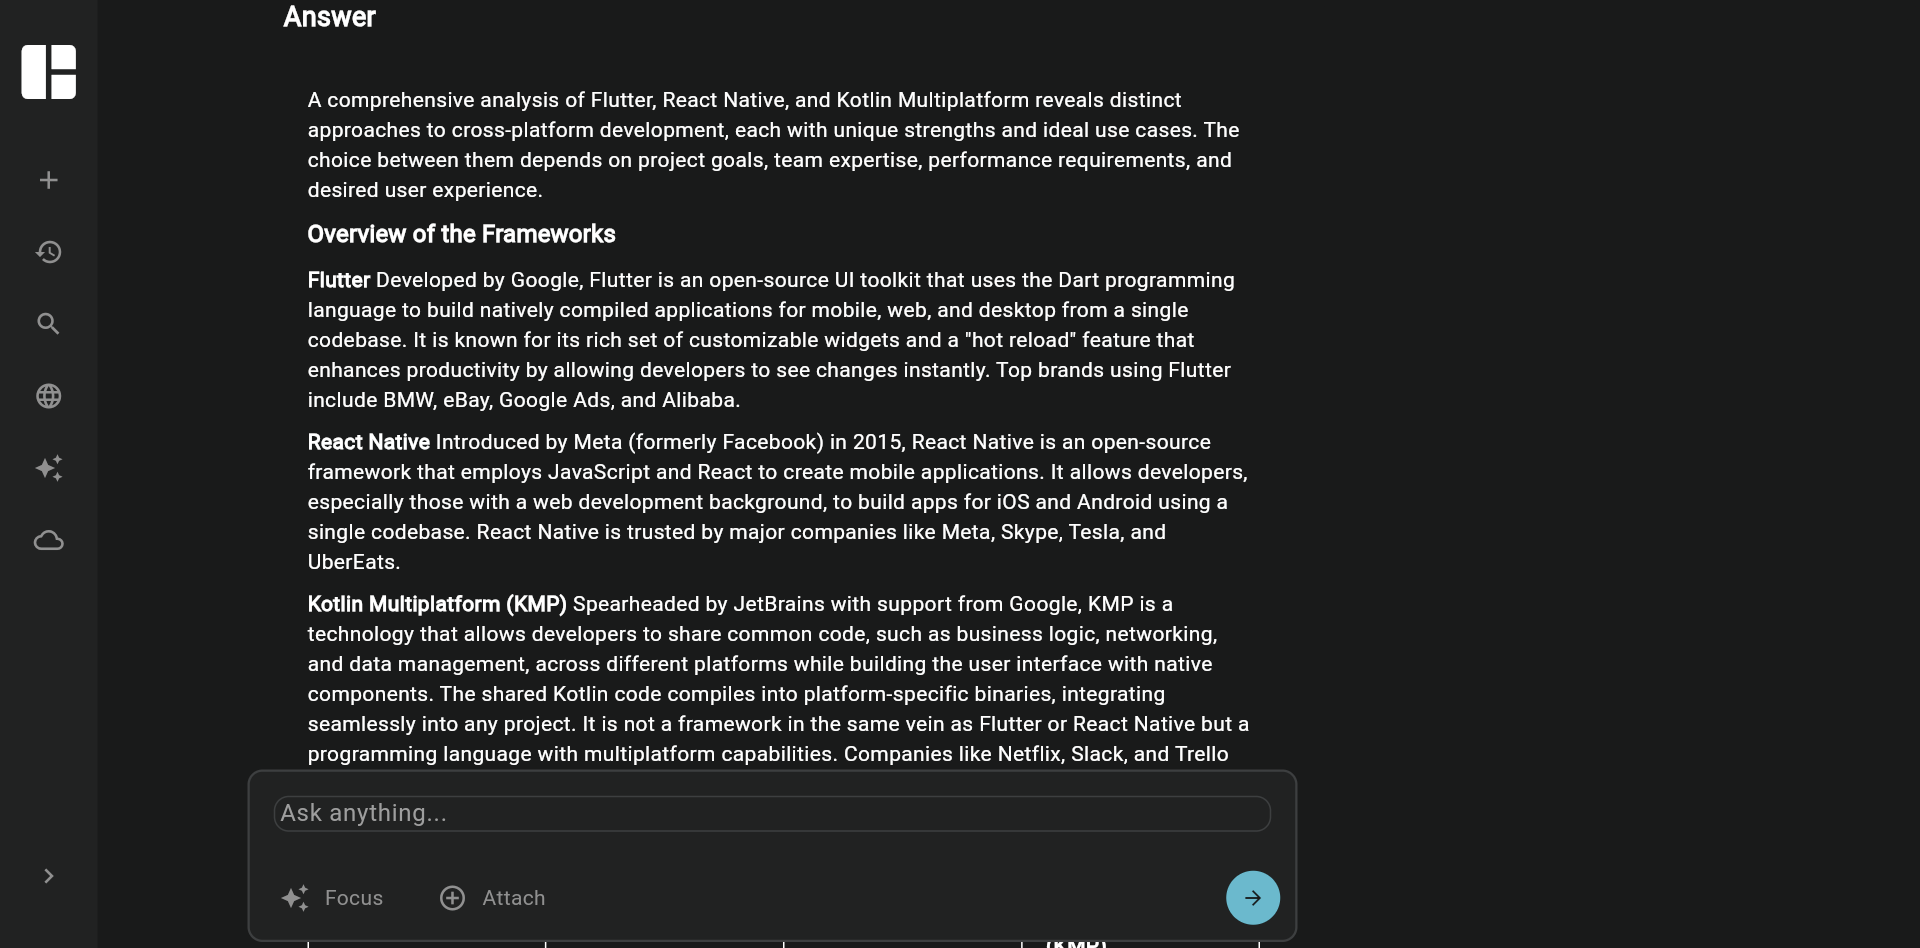 Answer
A comprehensive analysis of Flutter, React Native, and Kotlin Multiplatform reveals distinct
approaches to cross-platform development, each with unique strengths and ideal use cases. The
choice between them depends on project goals, team expertise, performance requirements, and
desired user experience.
Overview of the Frameworks
Flutter Developed by Google, Flutter is an open-source UI toolkit that uses the Dart programming
language to build natively compiled applications for mobile, web, and desktop from a single
codebase. It is known for its rich set of customizable widgets and a "hot reload" feature that
enhances productivity by allowing developers to see changes instantly. Top brands using Flutter
include BMW, eBay, Google Ads, and Alibaba.
React Native Introduced by Meta (formerly Facebook) in 2015, React Native is an open-source
framework that employs JavaScript and React to create mobile applications. It allows developers,
especially those with a web development background, to build apps for iOS and Android using a
single codebase. React Native is trusted by major companies like Meta, Skype, Tesla, and
UberEats.
Kotlin Multiplatform (KMP) Spearheaded by JetBrains with support from Google, KMP is a
technology that allows developers to share common code, such as business logic, networking,
and data management, across different platforms while building the user interface with native
components. The shared Kotlin code compiles into platform-specific binaries, integrating
seamlessly into any project. It is not a framework in the same vein as Flutter or React Native but a
programming language with multiplatform capabilities. Companies like Netflix, Slack, and Trello
Ask anything...
Focus
Attach
(KMP)